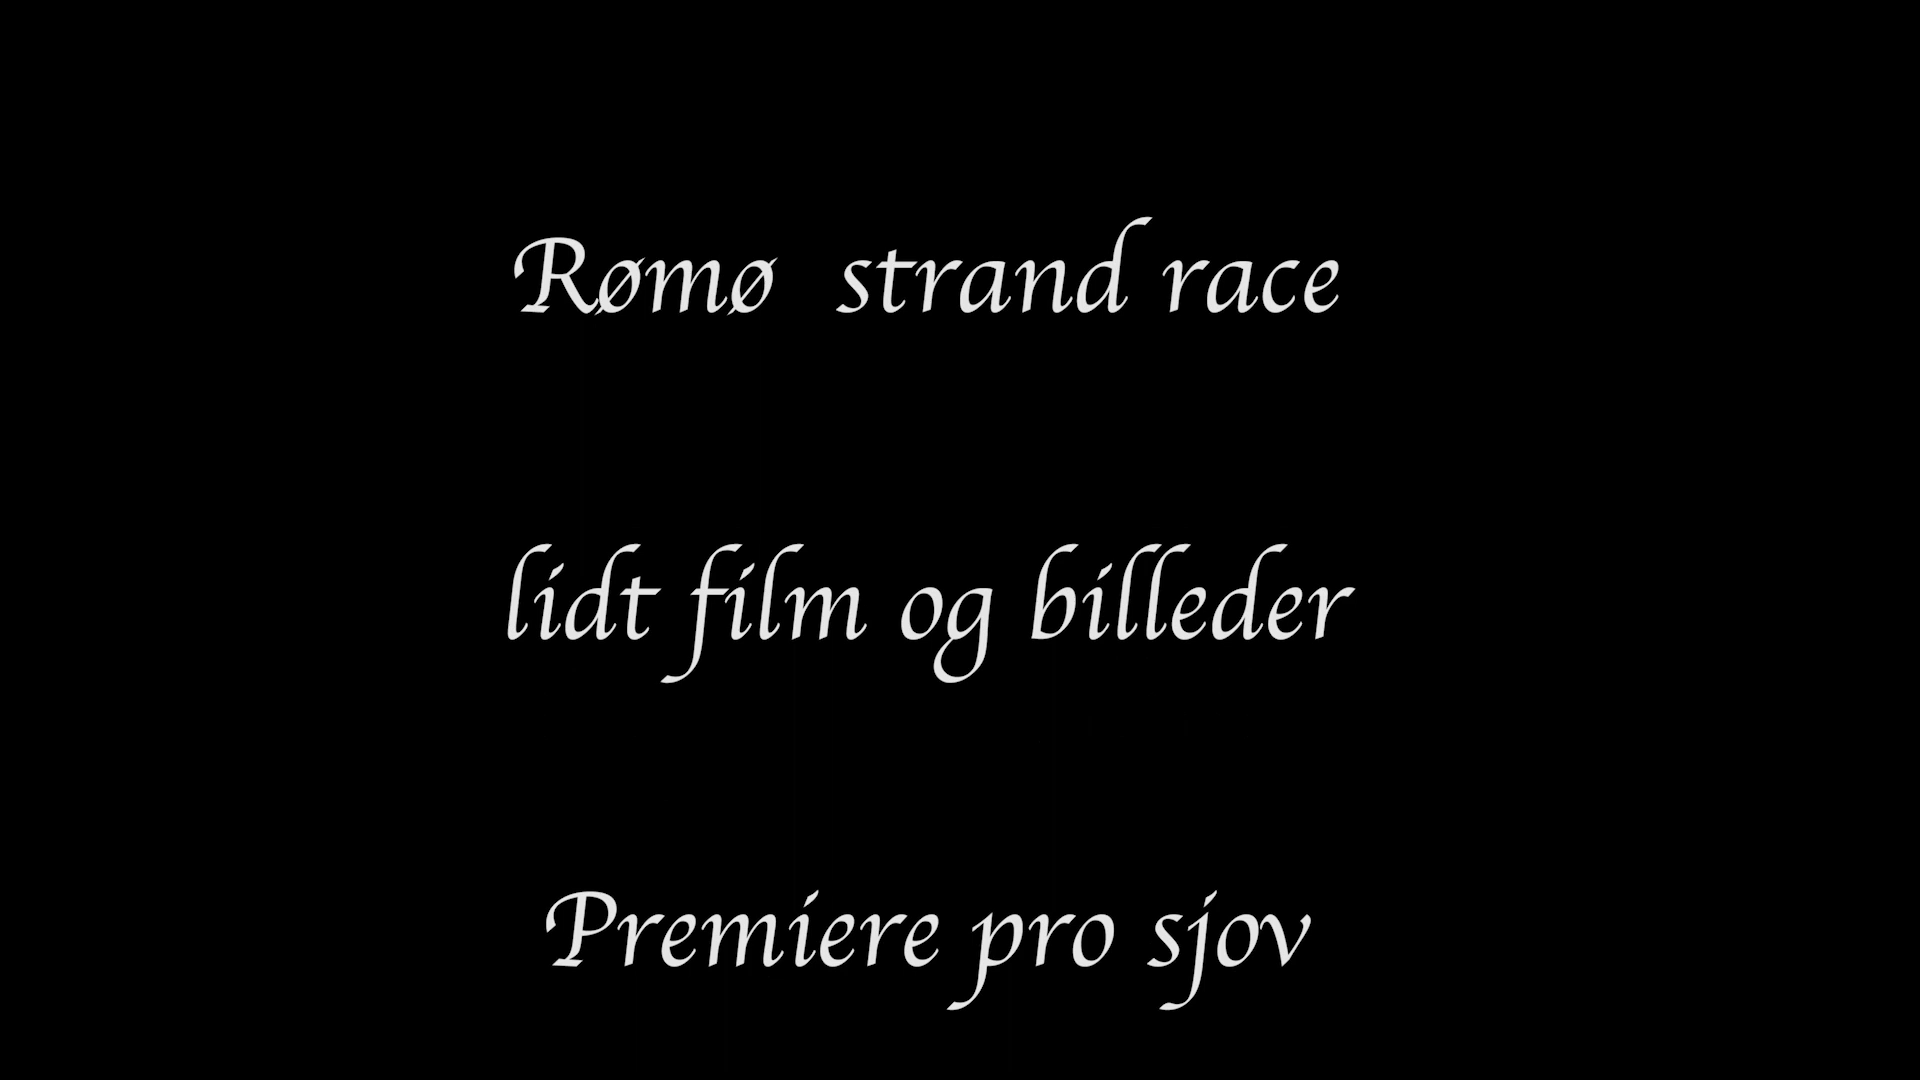 Rømø strand race
lidt film og billeder
Premiere pro sjov